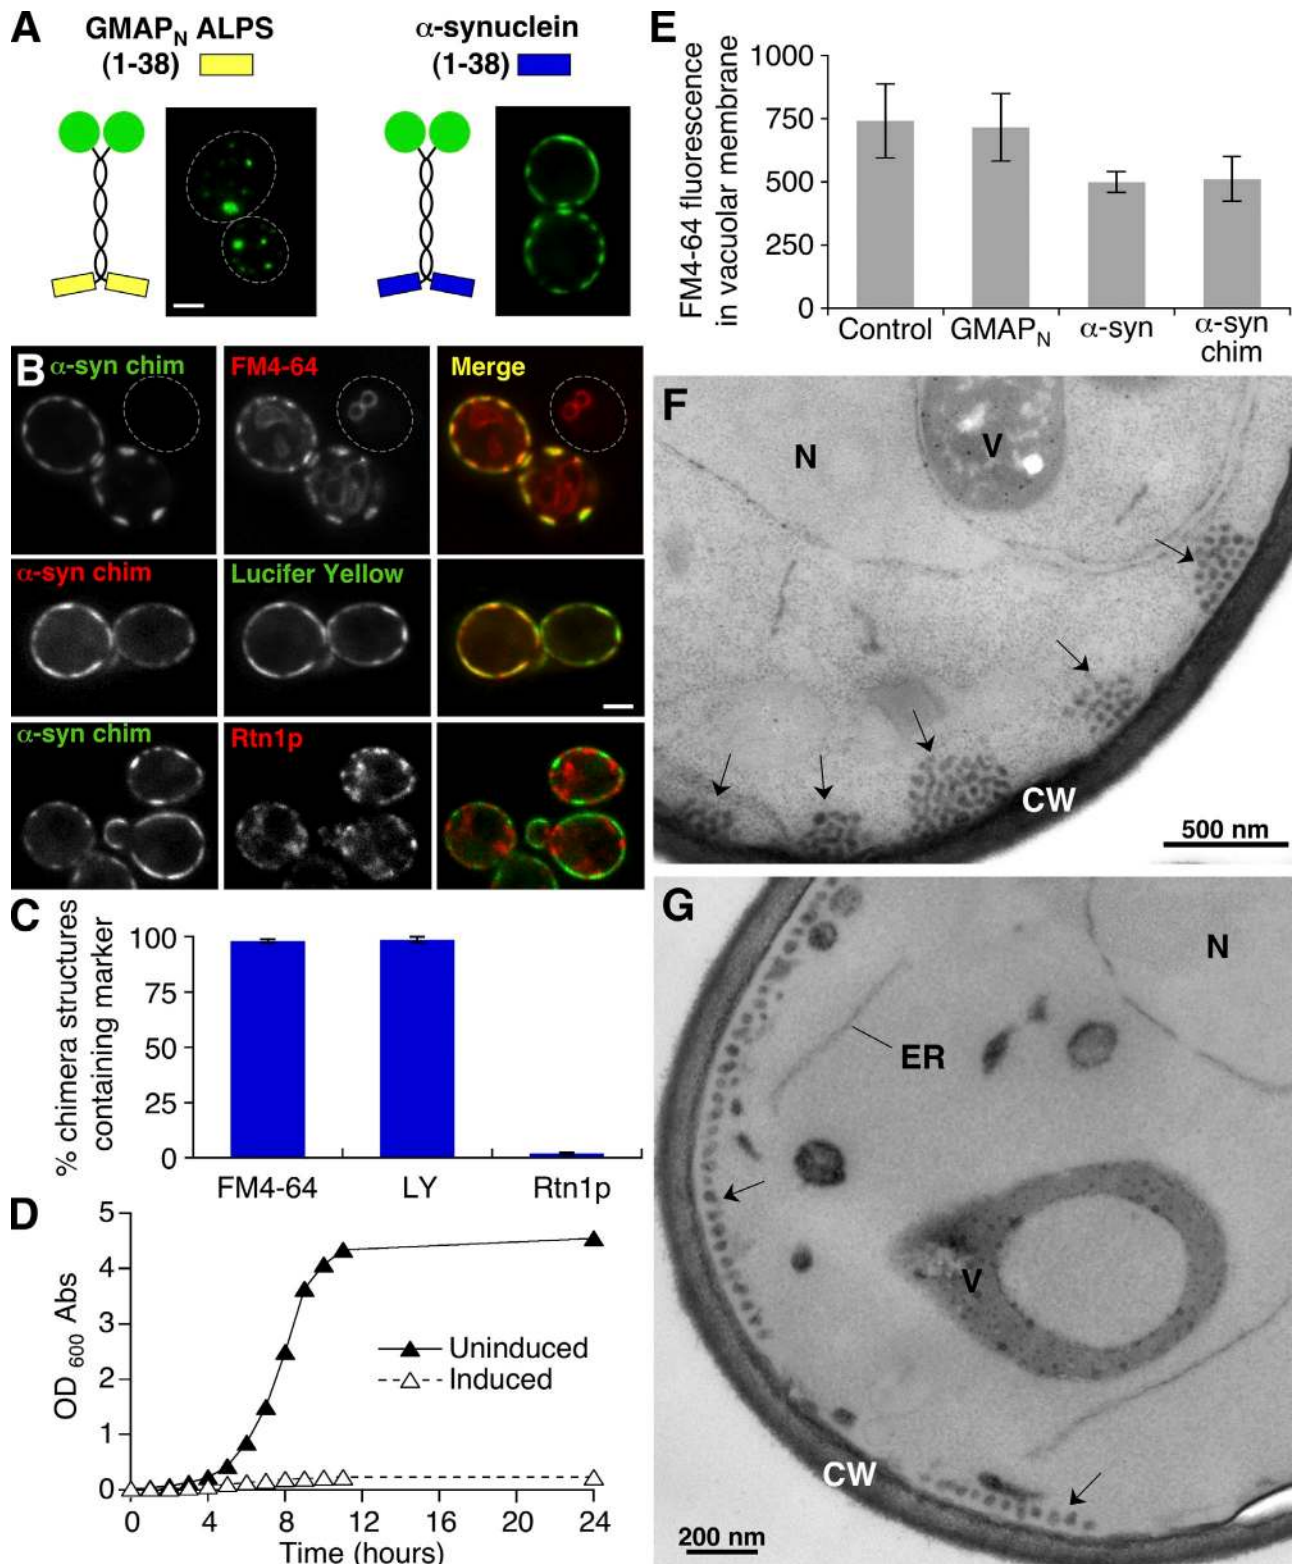 A
GMAPN ALPS
(1-38)
α-synuclein
(1-38)
B
α-syn chim
FM4-64
Merge
α-syn chim
Lucifer Yellow
α-syn chim
Rtn1p
C
% chimera structures
containing marker
100
75
50
25
0
FM4-64 LY Rtn1p
D
OD 600 Abs
5
4
3
2
1
0
Uninduced
Induced
0 4 8 12 16 20 24
Time (hours)
E
FM4-64 fluorescence
in vacuolar membrane
1000
750
500
250
0
Control GMAPN α-syn α-syn
chim
F
N
V
CW
500 nm
G
N
ER
V
CW
200 nm